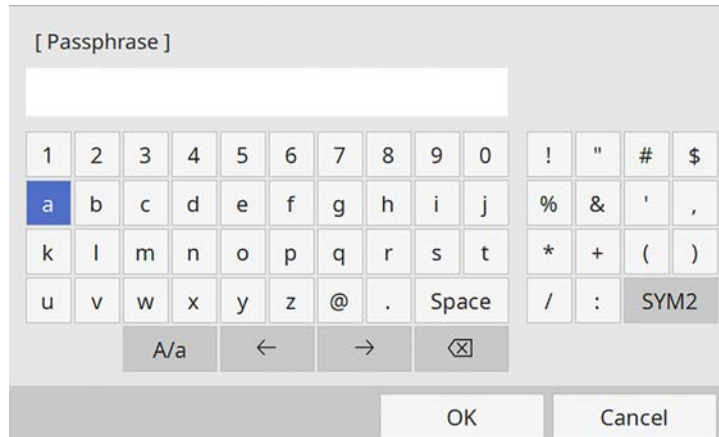 [ Passphrase ]
1 2 3 4 5 6 7 8 9 0 ! " # $
a b c d e f g h i j % & ' ,
k l m n o p q r s t * + ( )
u v w x y z @ . Space / : SYM2
A/a ← → ⌫
OK Cancel